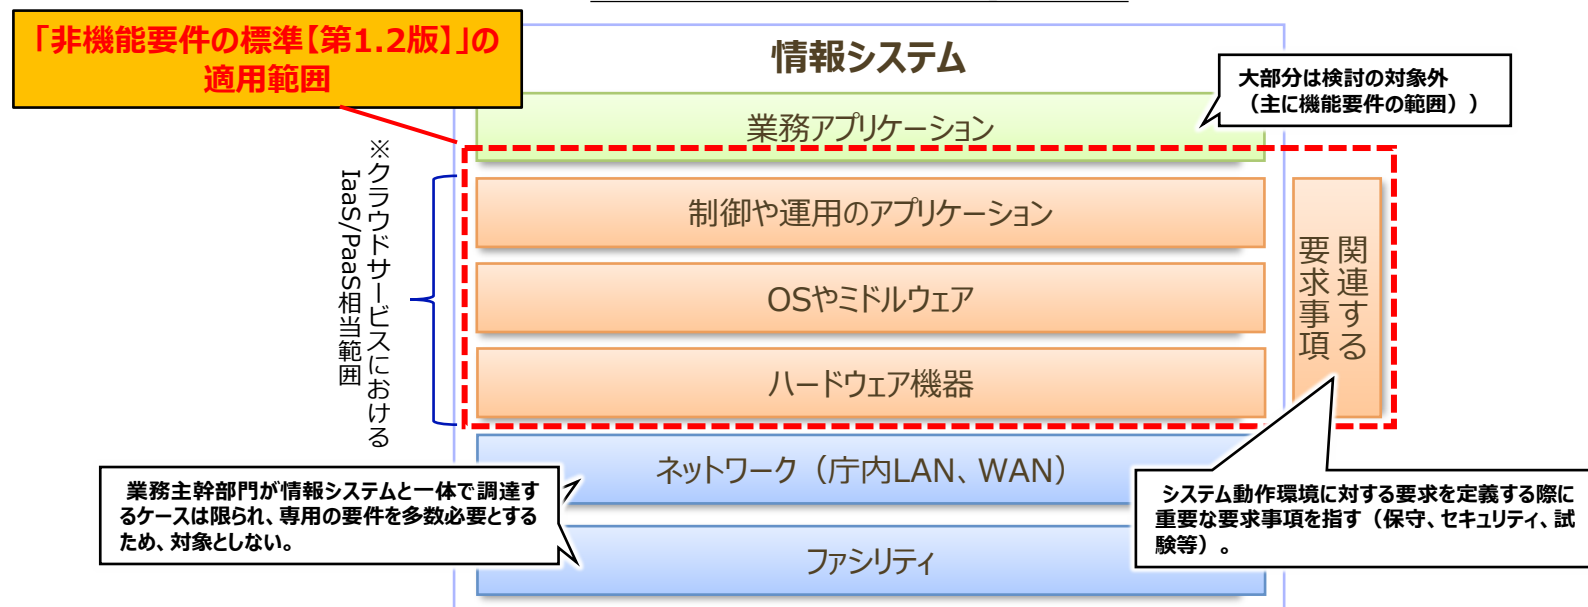 「非機能要件の標準【第1.2版】」の
適用範囲
情報システム
大部分は検討の対象外
（主に機能要件の範囲））
業務アプリケーション
※クラウドサービスにおける
IaaS/PaaS相当範囲
制御や運用のアプリケーション
OSやミドルウェア
ハードウェア機器
関連する
要求事項
ネットワーク（庁内LAN、WAN）
業務主幹部門が情報システムと一体で調達す
るケースは限られ、専用の要件を多数必要とする
ため、対象としない。
システム動作環境に対する要求を定義する際に
重要な要求事項を指す（保守、セキュリティ、試
験等）。
ファシリティ